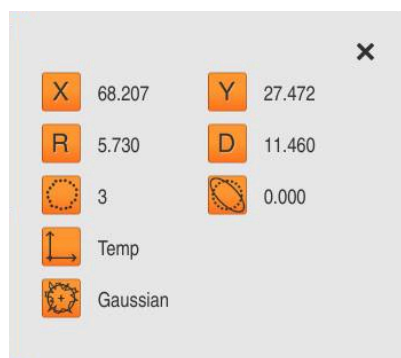 X 68.207 Y 27.472
R 5.730 D 11.460
3 0.000
Temp
Gaussian